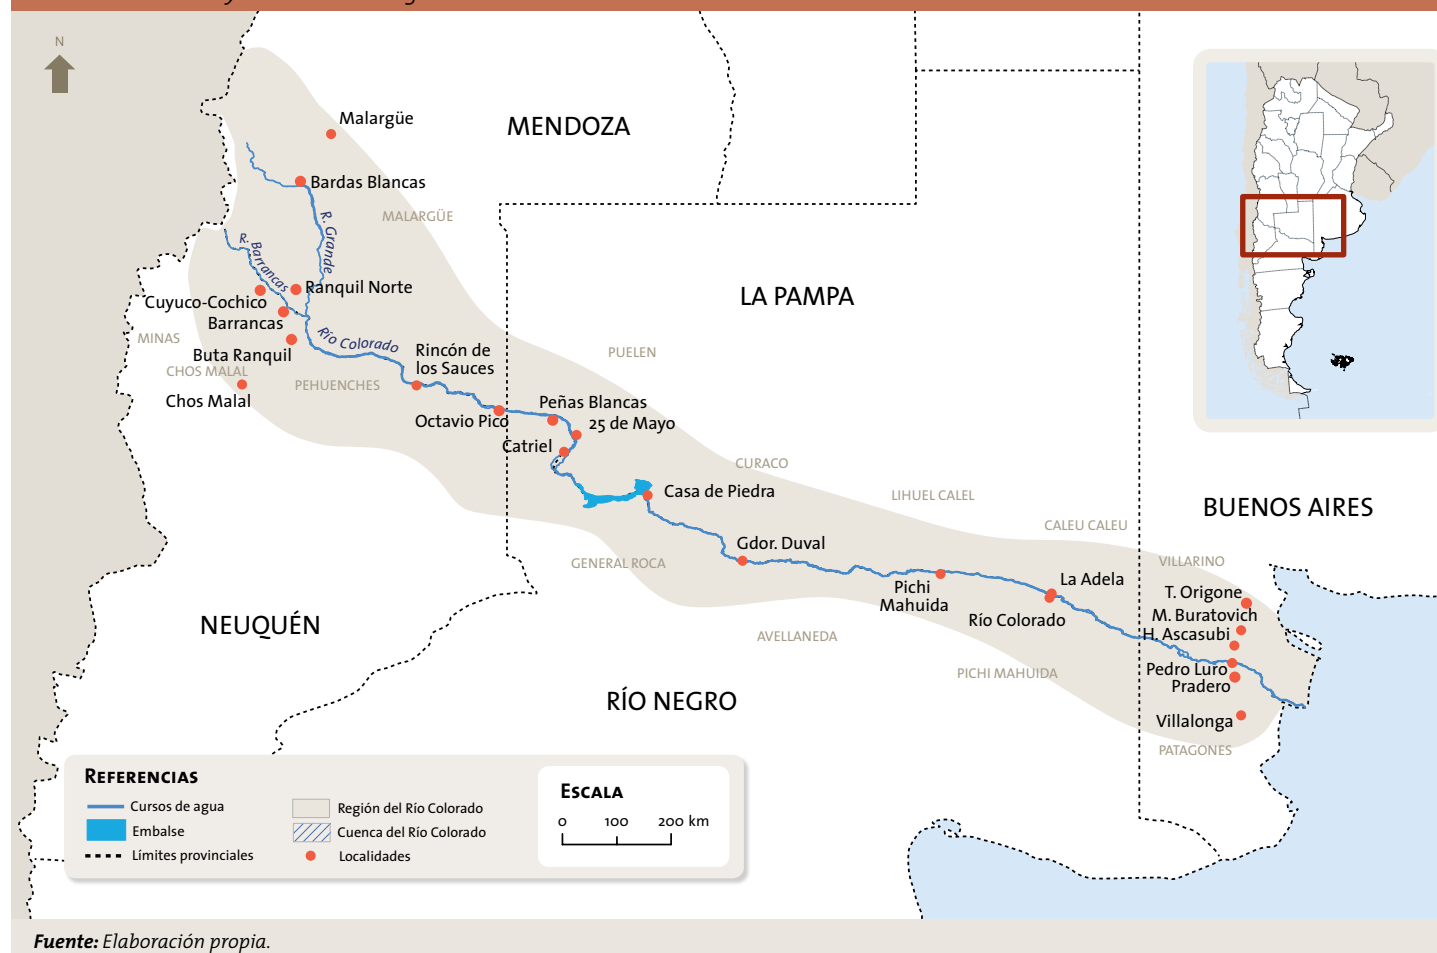 N
Malargüe
MENDOZA
Bardas Blancas
MALARGÜE
R. Grande
R. Barrancas
Ranquil Norte
Cuyuco-Cochico
Barrancas
LA PAMPA
MINAS
Río Colorado
Buta Ranquil
CHOS MALAL
PEHUENCHES
Chos Malal
Rincón de
los Sauces
PUELEN
Octavio Pico
Peñas Blancas
25 de Mayo
Catriel
CURACO
Casa de Piedra
LIHUEL CALEL
BUENOS AIRES
CALEU CALEU
Gdor. Duval
GENERAL ROCA
VILLARINO
Pichi
Mahuida
La Adela
Río Colorado
T. Origone
M. Buratovich
H. Ascasubi
NEUQUÉN
AVELLANEDA
PICHI MAHUIDA
Pedro Luro
Pradero
RÍO NEGRO
Villalonga
PATAGONES
REFERENCIAS
Cursos de agua
Embalse
Límites provinciales
Región del Río Colorado
Cuenca del Río Colorado
Localidades
ESCALA
0 100 200 km
Fuente: Elaboración propia.